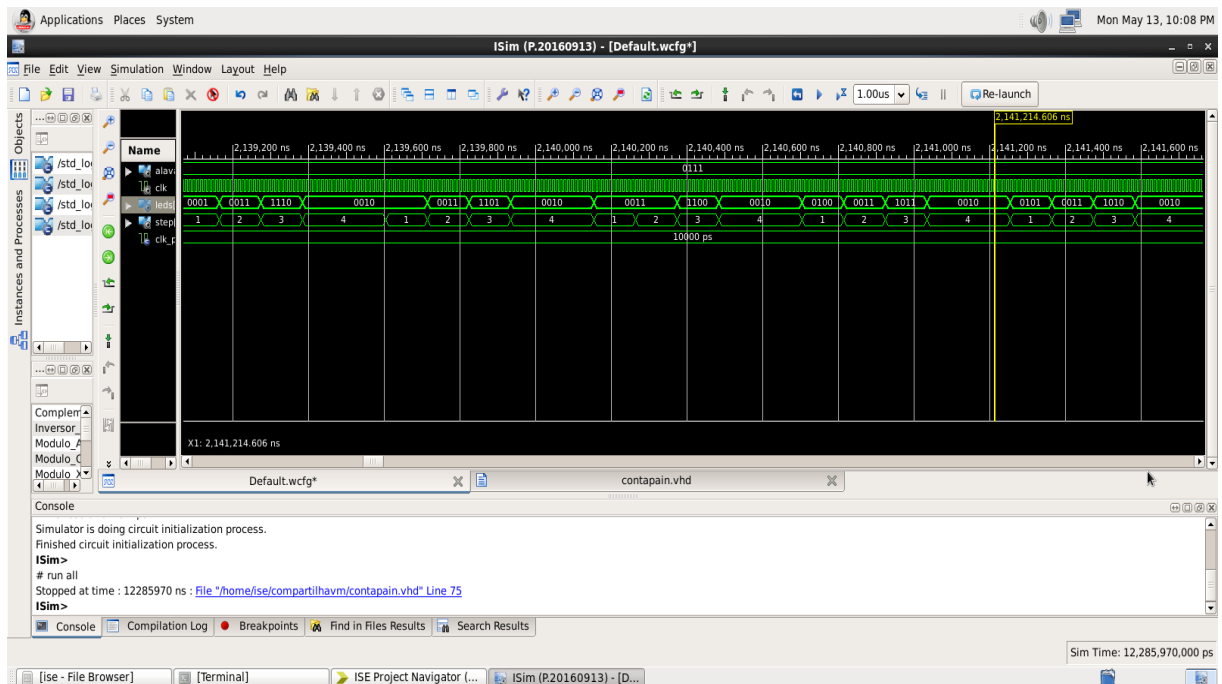 Applications Places System Mon May 13, 10:08 PM
ISim (P.20160913) - [Default.wcfg*]
File Edit View Simulation Window Layout Help
1.00us Re-launch
Objects
Instances and Processes
/std_lo
/std_lo
/std_lo
/std_lo
Complem
Inversor_
Modulo_A
Modulo_C
Modulo_X
2,141,214.606 ns
Name 2,139,200 ns 2,139,400 ns 2,139,600 ns 2,139,800 ns 2,140,000 ns 2,140,200 ns 2,140,400 ns 2,140,600 ns 2,140,800 ns 2,141,000 ns 2,141,200 ns 2,141,400 ns 2,141,600 ns
alava 0111
clk
leds 0001 0011 1110 0010 0011 1101 0010 0011 1100 0010 0100 0011 1011 0010 0101 0011 1010 0010
step 1 2 3 4 1 2 3 4 1 2 3 4 1 2 3 4 1 2 3 4
clk_p 10000 ps
X1: 2,141,214.606 ns
Default.wcfg* contapain.vhd
Console
Simulator is doing circuit initialization process.
Finished circuit initialization process.
ISim>
# run all
Stopped at time : 12285970 ns : File "/home/ise/compartilhavm/contapain.vhd" Line 75
ISim>
Console Compilation Log Breakpoints Find in Files Results Search Results
Sim Time: 12,285,970,000 ps
[ise - File Browser] [Terminal] ISE Project Navigator (... ISim (P.20160913) - [D...